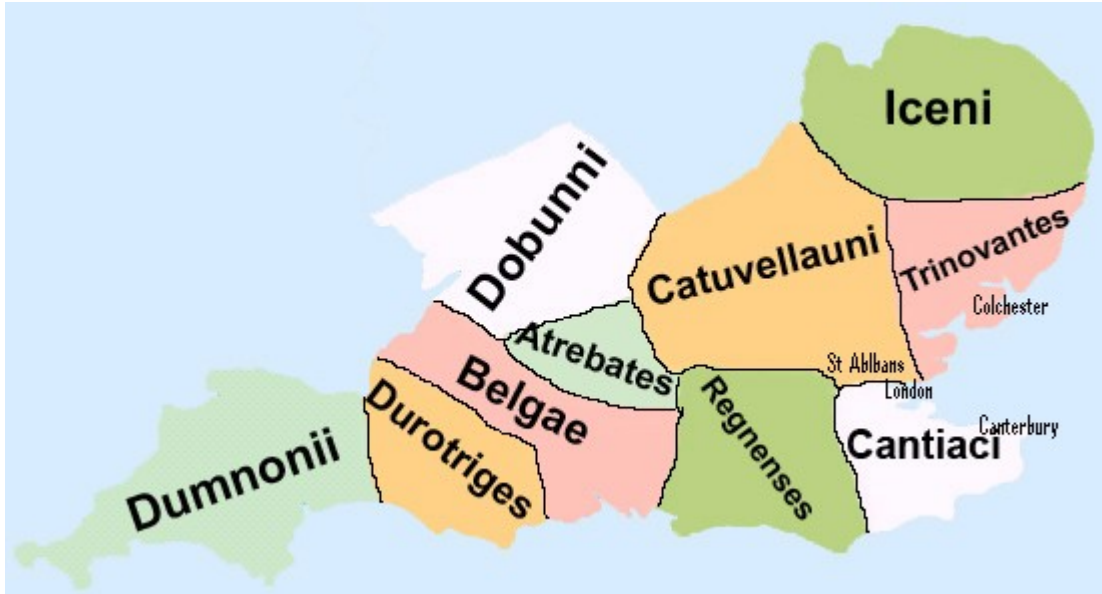 Iceni
Dobunni
Catuvellauni
Trinovantes
Colchester
Atrebates
St Ablbans
Belgae
Regnenses
London
Durotriges
Canterbury
Cantiaci
Dumnonii